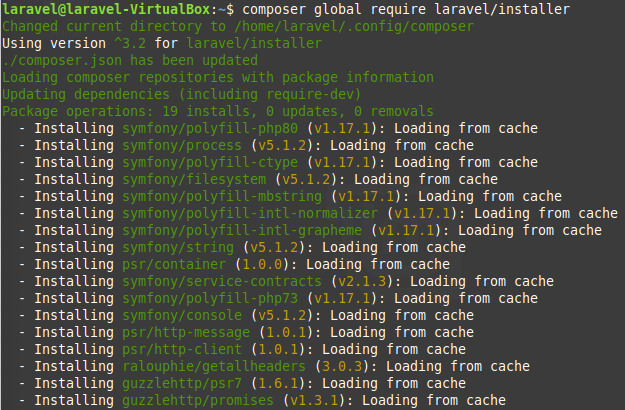 laravel@laravel-VirtualBox:~$ composer global require laravel/installer
Changed current directory to /home/laravel/.config/composer
Using version ^3.2 for laravel/installer
./composer.json has been updated
Loading composer repositories with package information
Updating dependencies (including require-dev)
Package operations: 19 installs, 0 updates, 0 removals
  - Installing symfony/polyfill-php80 (v1.17.1): Loading from cache
  - Installing symfony/process (v5.1.2): Loading from cache
  - Installing symfony/polyfill-ctype (v1.17.1): Loading from cache
  - Installing symfony/filesystem (v5.1.2): Loading from cache
  - Installing symfony/polyfill-mbstring (v1.17.1): Loading from cache
  - Installing symfony/polyfill-intl-normalizer (v1.17.1): Loading from cache
  - Installing symfony/polyfill-intl-grapheme (v1.17.1): Loading from cache
  - Installing symfony/string (v5.1.2): Loading from cache
  - Installing psr/container (1.0.0): Loading from cache
  - Installing symfony/service-contracts (v2.1.3): Loading from cache
  - Installing symfony/polyfill-php73 (v1.17.1): Loading from cache
  - Installing symfony/console (v5.1.2): Loading from cache
  - Installing psr/http-message (1.0.1): Loading from cache
  - Installing psr/http-client (1.0.1): Loading from cache
  - Installing ralouphie/getallheaders (3.0.3): Loading from cache
  - Installing guzzlehttp/psr7 (1.6.1): Loading from cache
  - Installing guzzlehttp/promises (v1.3.1): Loading from cache